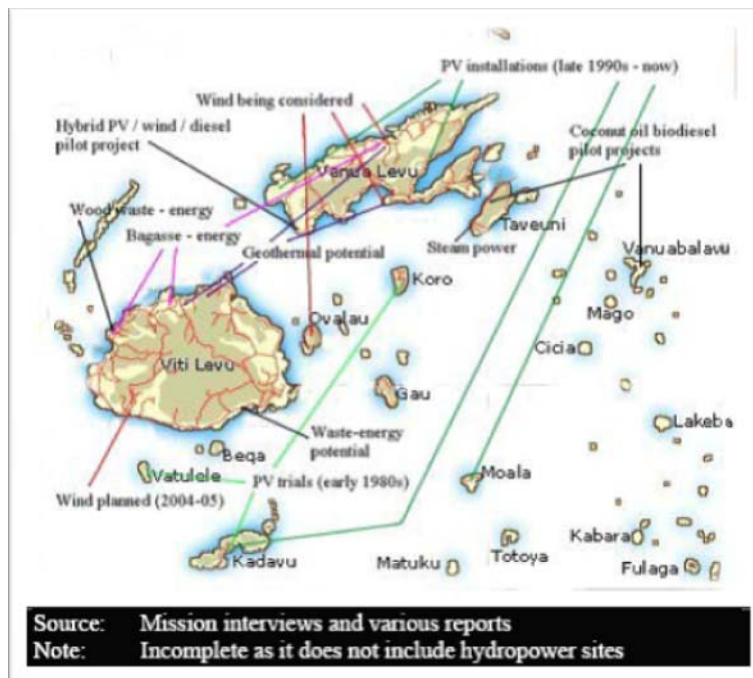 PV installations (late 1990s - now)
Wind being considered
Hybrid PV / wind / diesel
pilot project
Coconut oil biodiesel
pilot projects
Vanua Levu
Wood waste - energy
Taveuni
Bagasse - energy
Geothermal potential
Steam power
Vanuabalavu
Koro
Mago
Ovalau
Cicia
Viti Levu
Gau
Lakeba
Waste-energy
potential
Beqa
Vatulele
PV trials (early 1980s)
Moala
Wind planned (2004-05)
Kadavu
Matuku
Totoya
Kabara
Fulaga
Source: Mission interviews and various reports
Note: Incomplete as it does not include hydropower sites